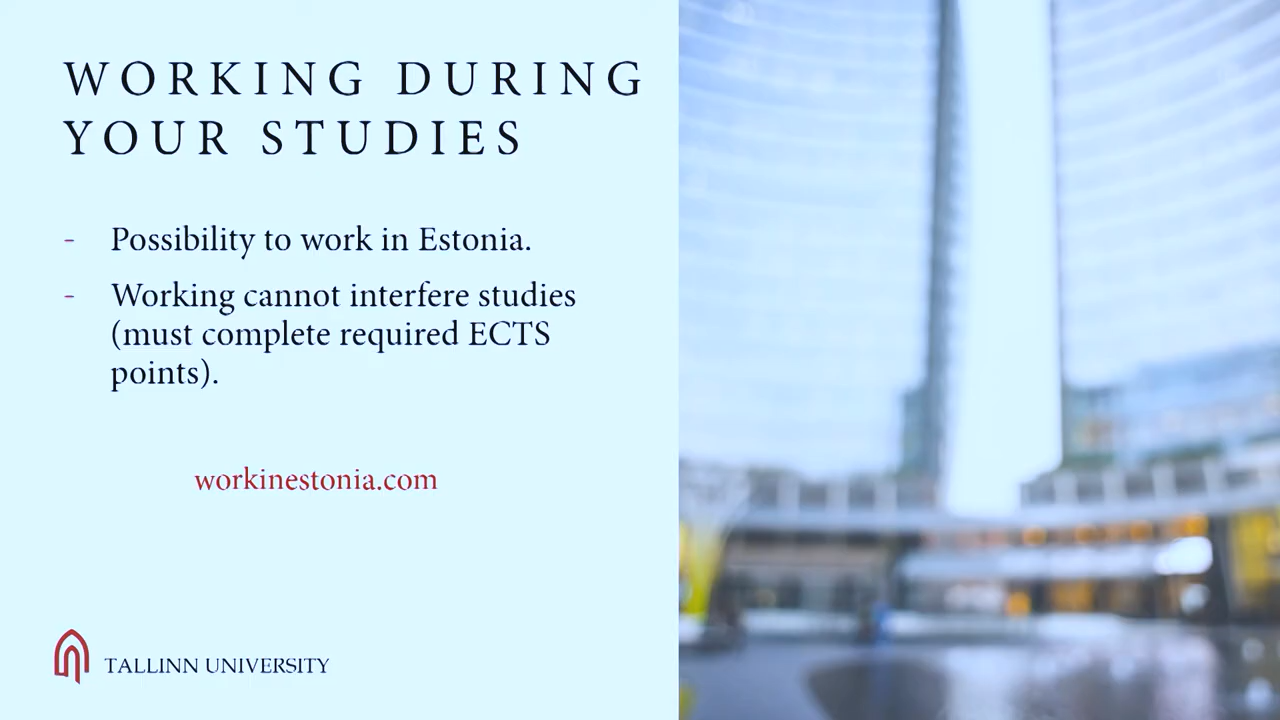 WORKING DURING
YOUR STUDIES
- Possibility to work in Estonia.
- Working cannot interfere studies
(must complete required ECTS
points).
workinestonia.com
TALLINN UNIVERSITY